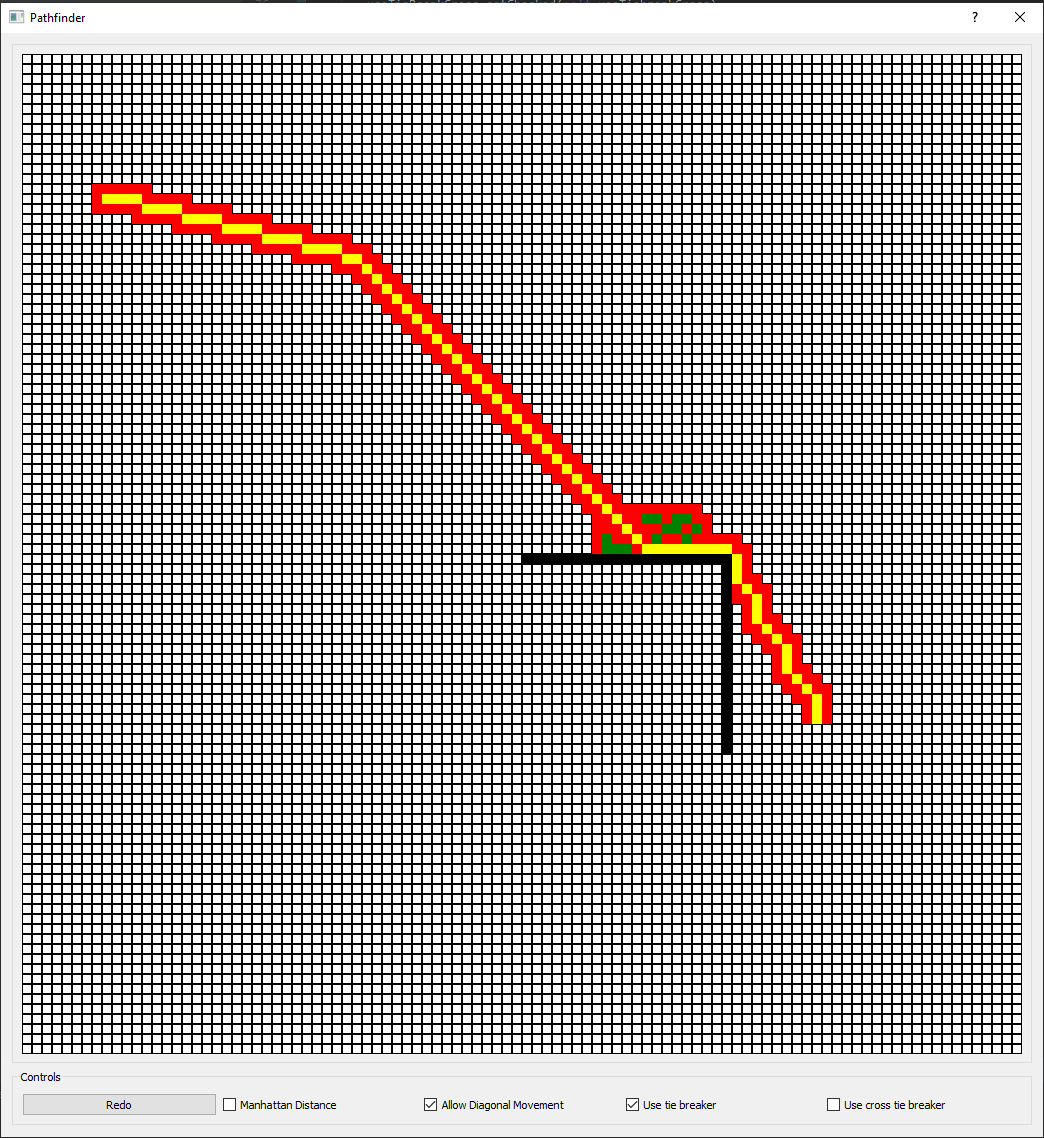 Pathfinder
Controls
Redo
Manhattan Distance
Allow Diagonal Movement
Use tie breaker
Use cross tie breaker